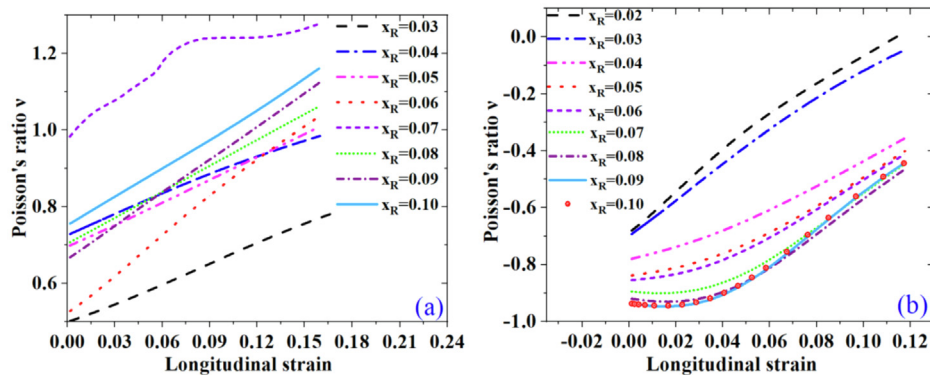 1.2
1.0
0.8
0.6
Poisson's ratio ν
x_R=0.03
x_R=0.04
x_R=0.05
x_R=0.06
x_R=0.07
x_R=0.08
x_R=0.09
x_R=0.10
(a)
0.00 0.03 0.06 0.09 0.12 0.15 0.18 0.21 0.24
Longitudinal strain
0.0
-0.2
-0.4
-0.6
-0.8
-1.0
Poisson's ratio ν
x_R=0.02
x_R=0.03
x_R=0.04
x_R=0.05
x_R=0.06
x_R=0.07
x_R=0.08
x_R=0.09
x_R=0.10
(b)
-0.02 0.00 0.02 0.04 0.06 0.08 0.10 0.12
Longitudinal strain